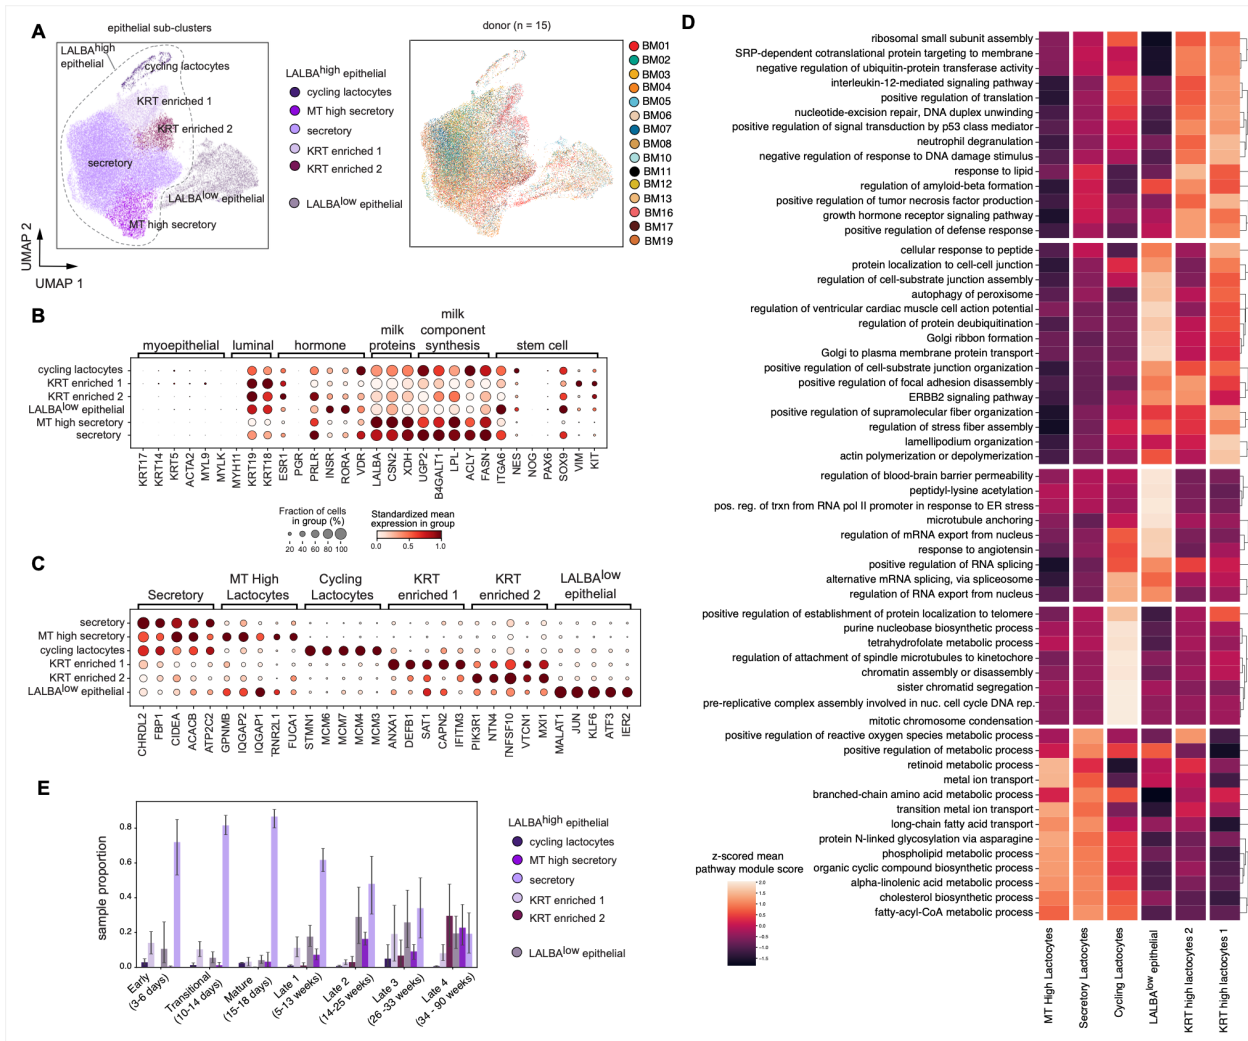 A
epithelial sub-clusters
LALBAhigh
epithelial
cycling lactocytes
KRT enriched 1
KRT enriched 2
secretory
LALBAlow epithelial
MT high secretory
UMAP 2
UMAP 1
LALBAhigh epithelial
cycling lactocytes
MT high secretory
secretory
KRT enriched 1
KRT enriched 2
LALBAlow epithelial
donor (n = 15)
BM01
BM02
BM03
BM04
BM05
BM06
BM07
BM08
BM10
BM11
BM12
BM13
BM16
BM17
BM19
B
myoepithelial
luminal
hormone
milk
proteins
milk
component
synthesis
stem cell
cycling lactocytes
KRT enriched 1
KRT enriched 2
LALBAlow epithelial
MT high secretory
secretory
KRT17
KRT14
KRT5
ACTA2
MYL9
MYLK
MYH11
KRT19
KRT18
ESR1
PGR
PRLR
INSR
RORA
VDR
LALBA
CSN2
XDH
UGP2
B4GALT1
LPL
ACLY
FASN
ITGA6
NES
NOG
PAX6
SOX9
VIM
KIT
Fraction of cells
in group (%)
20 40 60 80 100
Standardized mean
expression in group
0.0 0.5 1.0
C
Secretory
MT High
Lactocytes
Cycling
Lactocytes
KRT
enriched 1
KRT
enriched 2
LALBAlow
epithelial
secretory
MT high secretory
cycling lactocytes
KRT enriched 1
KRT enriched 2
LALBAlow epithelial
CHRDL2
FBP1
CIDEA
ACACB
ATP2C2
GPNMB
IQGAP2
IQGAP1
TRNR2L1
FUCA1
STMN1
MCM6
MCM7
MCM4
MCM3
ANXA1
DEFB1
SAT1
CAPN2
IFITM3
PIK3R1
NTN4
TNFSF10
VTCN1
MXI1
MALAT1
JUN
KLF6
ATF3
IER2
D
ribosomal small subunit assembly
SRP-dependent cotranslational protein targeting to membrane
negative regulation of ubiquitin-protein transferase activity
interleukin-12-mediated signaling pathway
positive regulation of translation
nucleotide-excision repair, DNA duplex unwinding
positive regulation of signal transduction by p53 class mediator
neutrophil degranulation
negative regulation of response to DNA damage stimulus
response to lipid
regulation of amyloid-beta formation
positive regulation of tumor necrosis factor production
growth hormone receptor signaling pathway
positive regulation of defense response
cellular response to peptide
protein localization to cell-cell junction
regulation of cell-substrate junction assembly
autophagy of peroxisome
regulation of ventricular cardiac muscle cell action potential
regulation of protein deubiquitination
Golgi ribbon formation
Golgi to plasma membrane protein transport
positive regulation of cell-substrate junction organization
positive regulation of focal adhesion disassembly
ERBB2 signaling pathway
positive regulation of supramolecular fiber organization
regulation of stress fiber assembly
lamellipodium organization
actin polymerization or depolymerization
regulation of blood-brain barrier permeability
peptidyl-lysine acetylation
pos. reg. of trxn from RNA pol II promoter in response to ER stress
microtubule anchoring
regulation of mRNA export from nucleus
response to angiotensin
positive regulation of RNA splicing
alternative mRNA splicing, via spliceosome
regulation of RNA export from nucleus
positive regulation of establishment of protein localization to telomere
purine nucleobase biosynthetic process
tetrahydrofolate metabolic process
regulation of attachment of spindle microtubules to kinetochore
chromatin assembly or disassembly
sister chromatid segregation
pre-replicative complex assembly involved in nuc. cell cycle DNA rep.
mitotic chromosome condensation
positive regulation of reactive oxygen species metabolic process
positive regulation of metabolic process
retinoid metabolic process
metal ion transport
branched-chain amino acid metabolic process
transition metal ion transport
long-chain fatty acid transport
protein N-linked glycosylation via asparagine
phospholipid metabolic process
organic cyclic compound biosynthetic process
alpha-linolenic acid metabolic process
cholesterol biosynthetic process
fatty-acyl-CoA metabolic process
z-scored mean
pathway module score
2.0
1.5
1.0
0.5
0.0
−0.5
−1.0
−1.5
MT High Lactocytes
Secretory Lactocytes
Cycling Lactocytes
LALBAlow epithelial
KRT high lactocytes 2
KRT high lactocytes 1
E
sample proportion
0.8
0.6
0.4
0.2
0.0
Early
(3-6 days)
Transitional
(10-14 days)
Mature
(15-18 days)
Late 1
(5-13 weeks)
Late 2
(14-25 weeks)
Late 3
(26 -33 weeks)
Late 4
(34 - 90 weeks)
LALBAhigh epithelial
cycling lactocytes
MT high secretory
secretory
KRT enriched 1
KRT enriched 2
LALBAlow epithelial